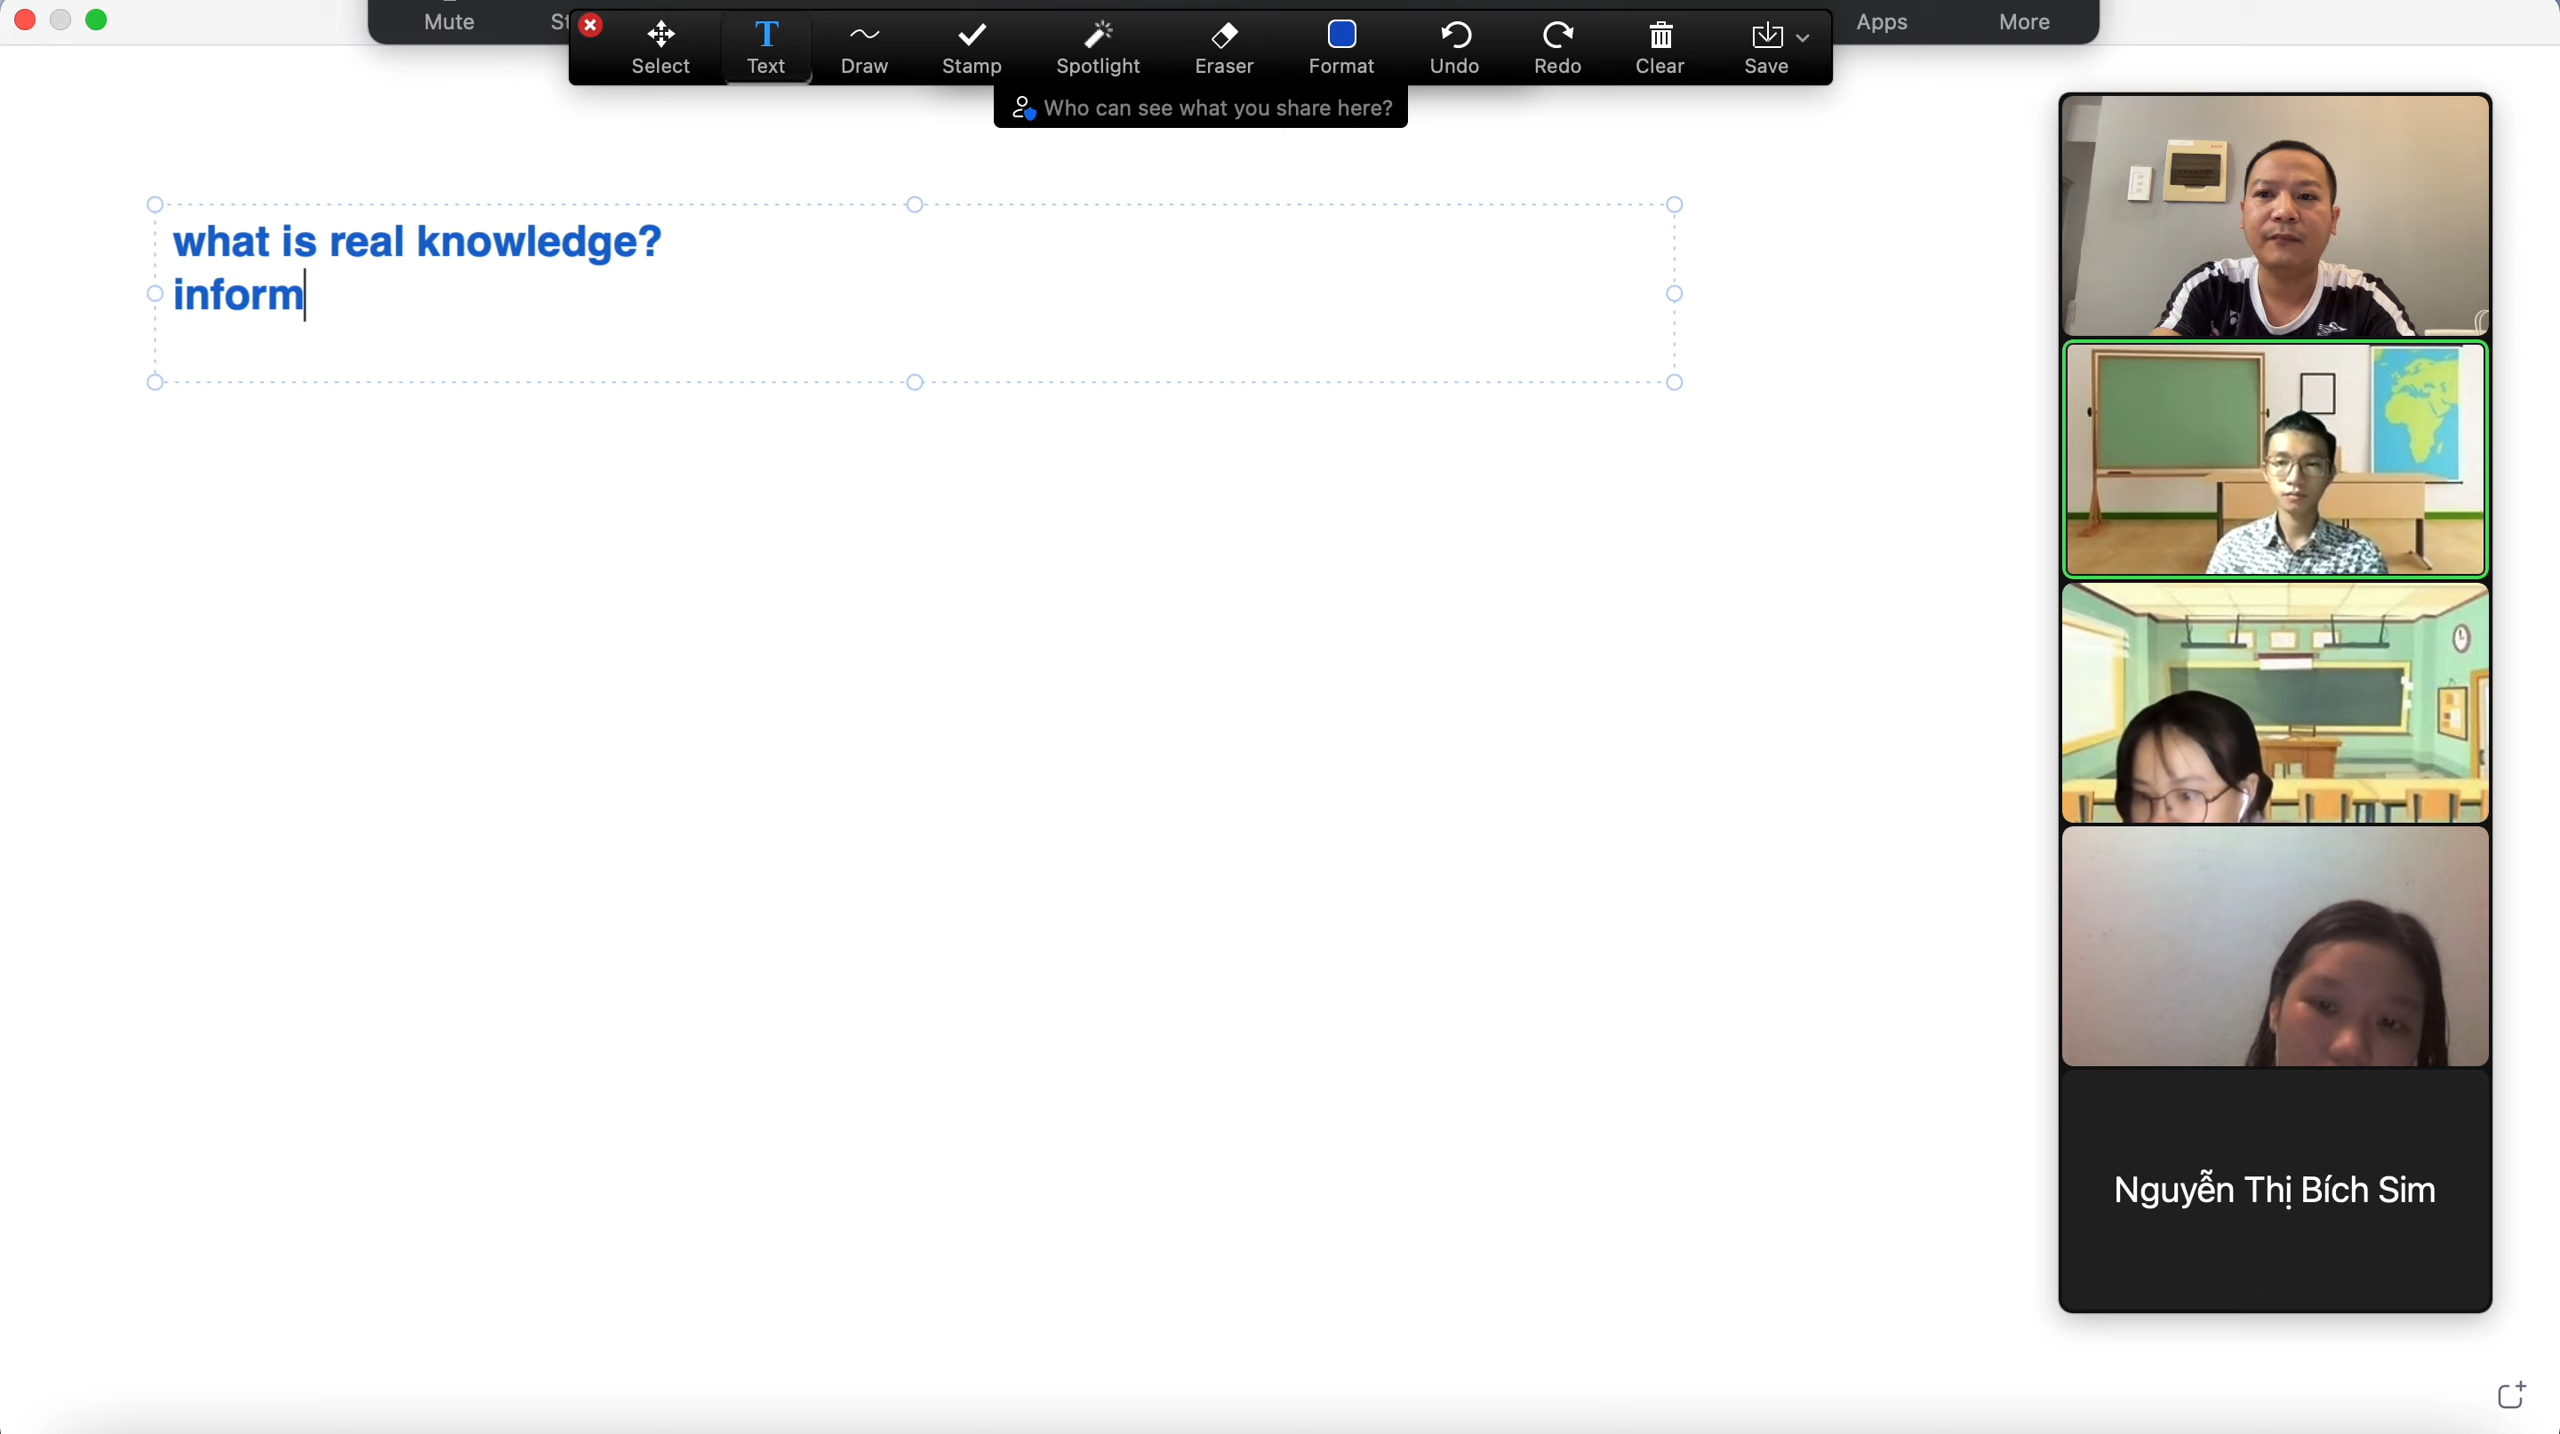 Mute
Apps
More
Select
Text
Draw
Stamp
Spotlight
Eraser
Format
Undo
Redo
Clear
Save
Who can see what you share here?
what is real knowledge?
inform
Nguyễn Thị Bích Sim